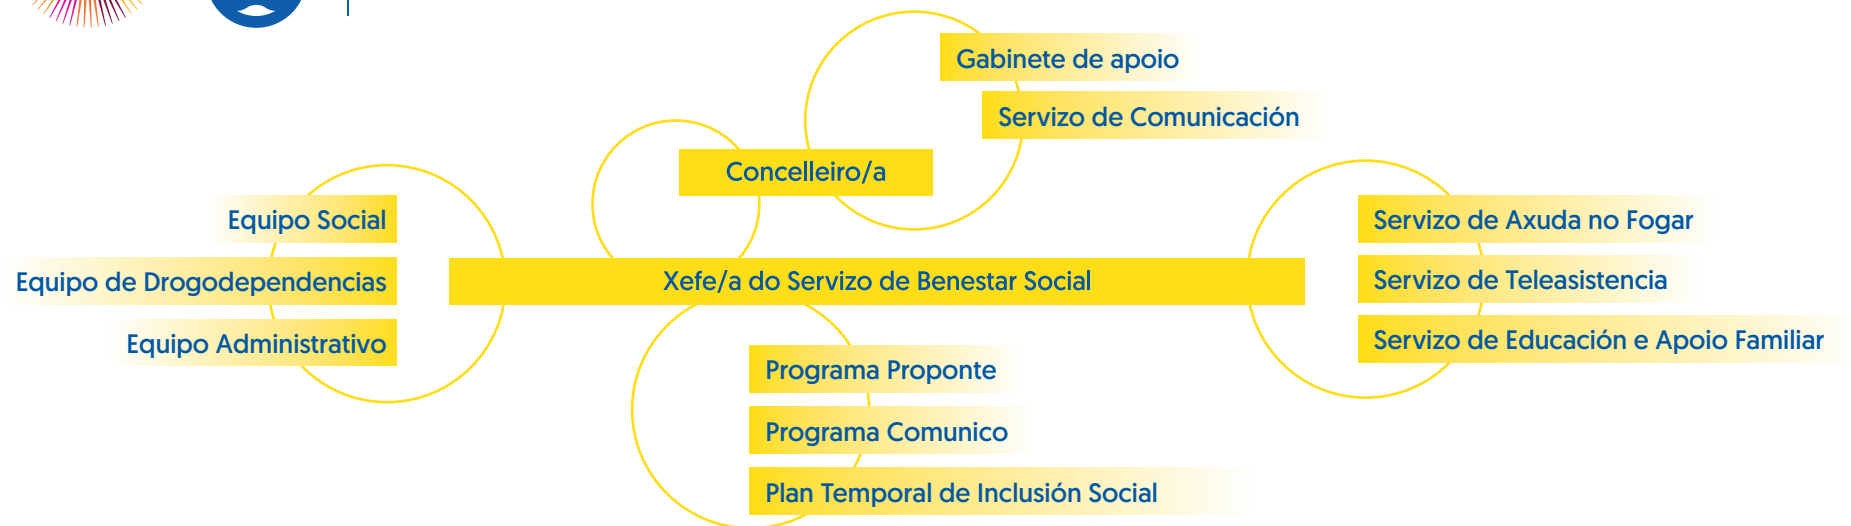 Gabinete de apoio
Servizo de Comunicación
Concelleiro/a
Equipo Social
Equipo de Drogodependencias
Equipo Administrativo
Xefe/a do Servizo de Benestar Social
Servizo de Axuda no Fogar
Servizo de Teleasistencia
Servizo de Educación e Apoio Familiar
Programa Proponte
Programa Comunico
Plan Temporal de Inclusión Social